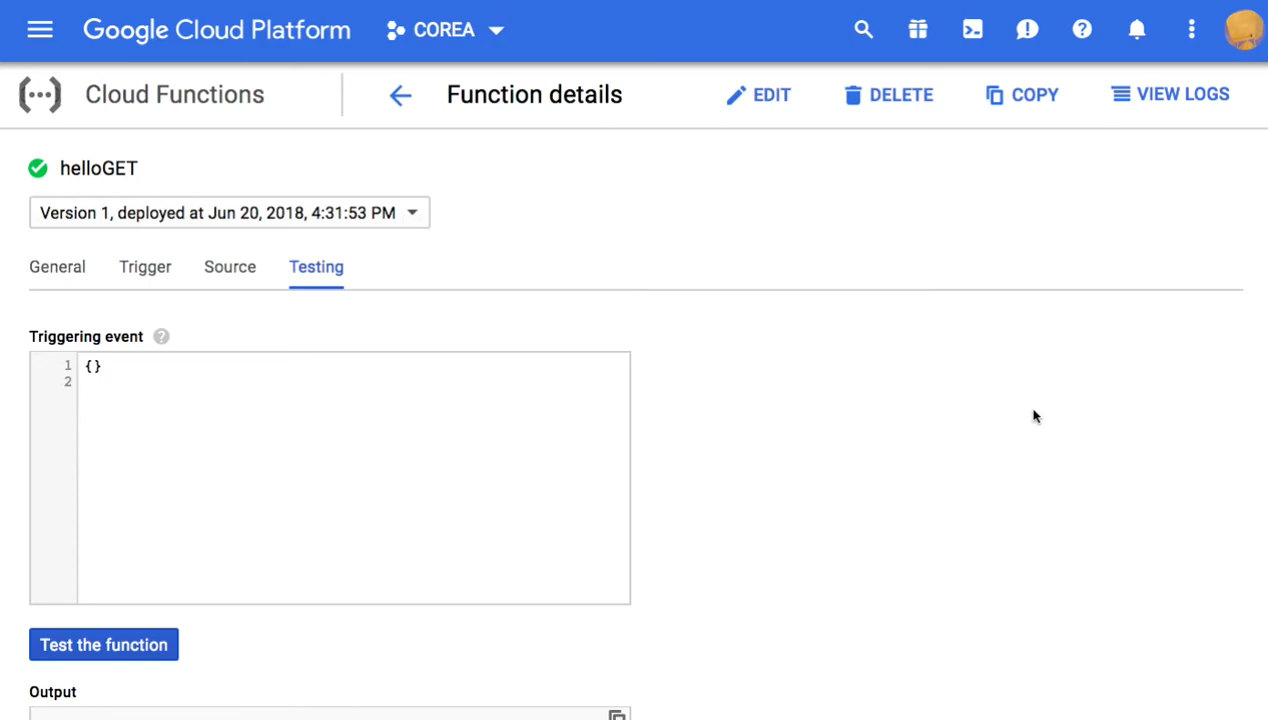 Google Cloud Platform COREA
Cloud Functions Function details EDIT DELETE COPY VIEW LOGS
helloGET
Version 1, deployed at Jun 20, 2018, 4:31:53 PM
General Trigger Source Testing
Triggering event ?
1 {}
2
Test the function
Output